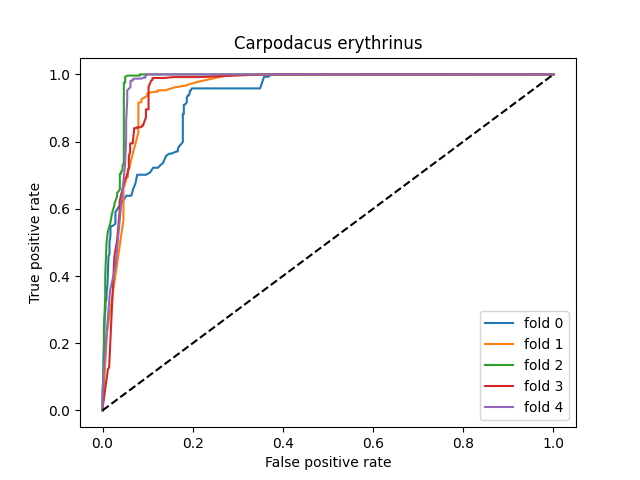 Carpodacus erythrinus
True positive rate
1.0
0.8
0.6
0.4
0.2
0.0
fold 0
fold 1
fold 2
fold 3
fold 4
0.0 0.2 0.4 0.6 0.8 1.0
False positive rate